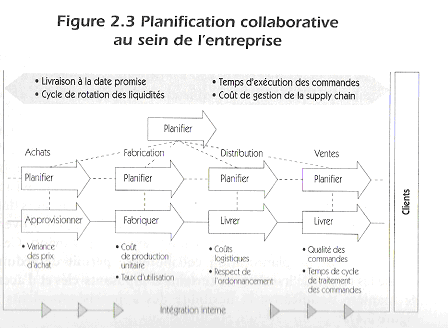 Figure 2.3 Planification collaborative
au sein de l'entreprise
• Livraison à la date promise
• Cycle de rotation des liquidités
• Temps d'exécution des commandes
• Coût de gestion de la supply chain
Planifier
Achats
Fabrication
Distribution
Ventes
Planifier
Planifier
Planifier
Planifier
Approvisionner
Fabriquer
Livrer
Livrer
• Variance
des prix
d'achat
• Coût
de production
unitaire
• Taux d'utilisation
• Coûts
logistiques
• Respect de
l'ordonnancement
• Qualité des
commandes
• Temps de cycle
de traitement
des commandes
Clients
Intégration interne